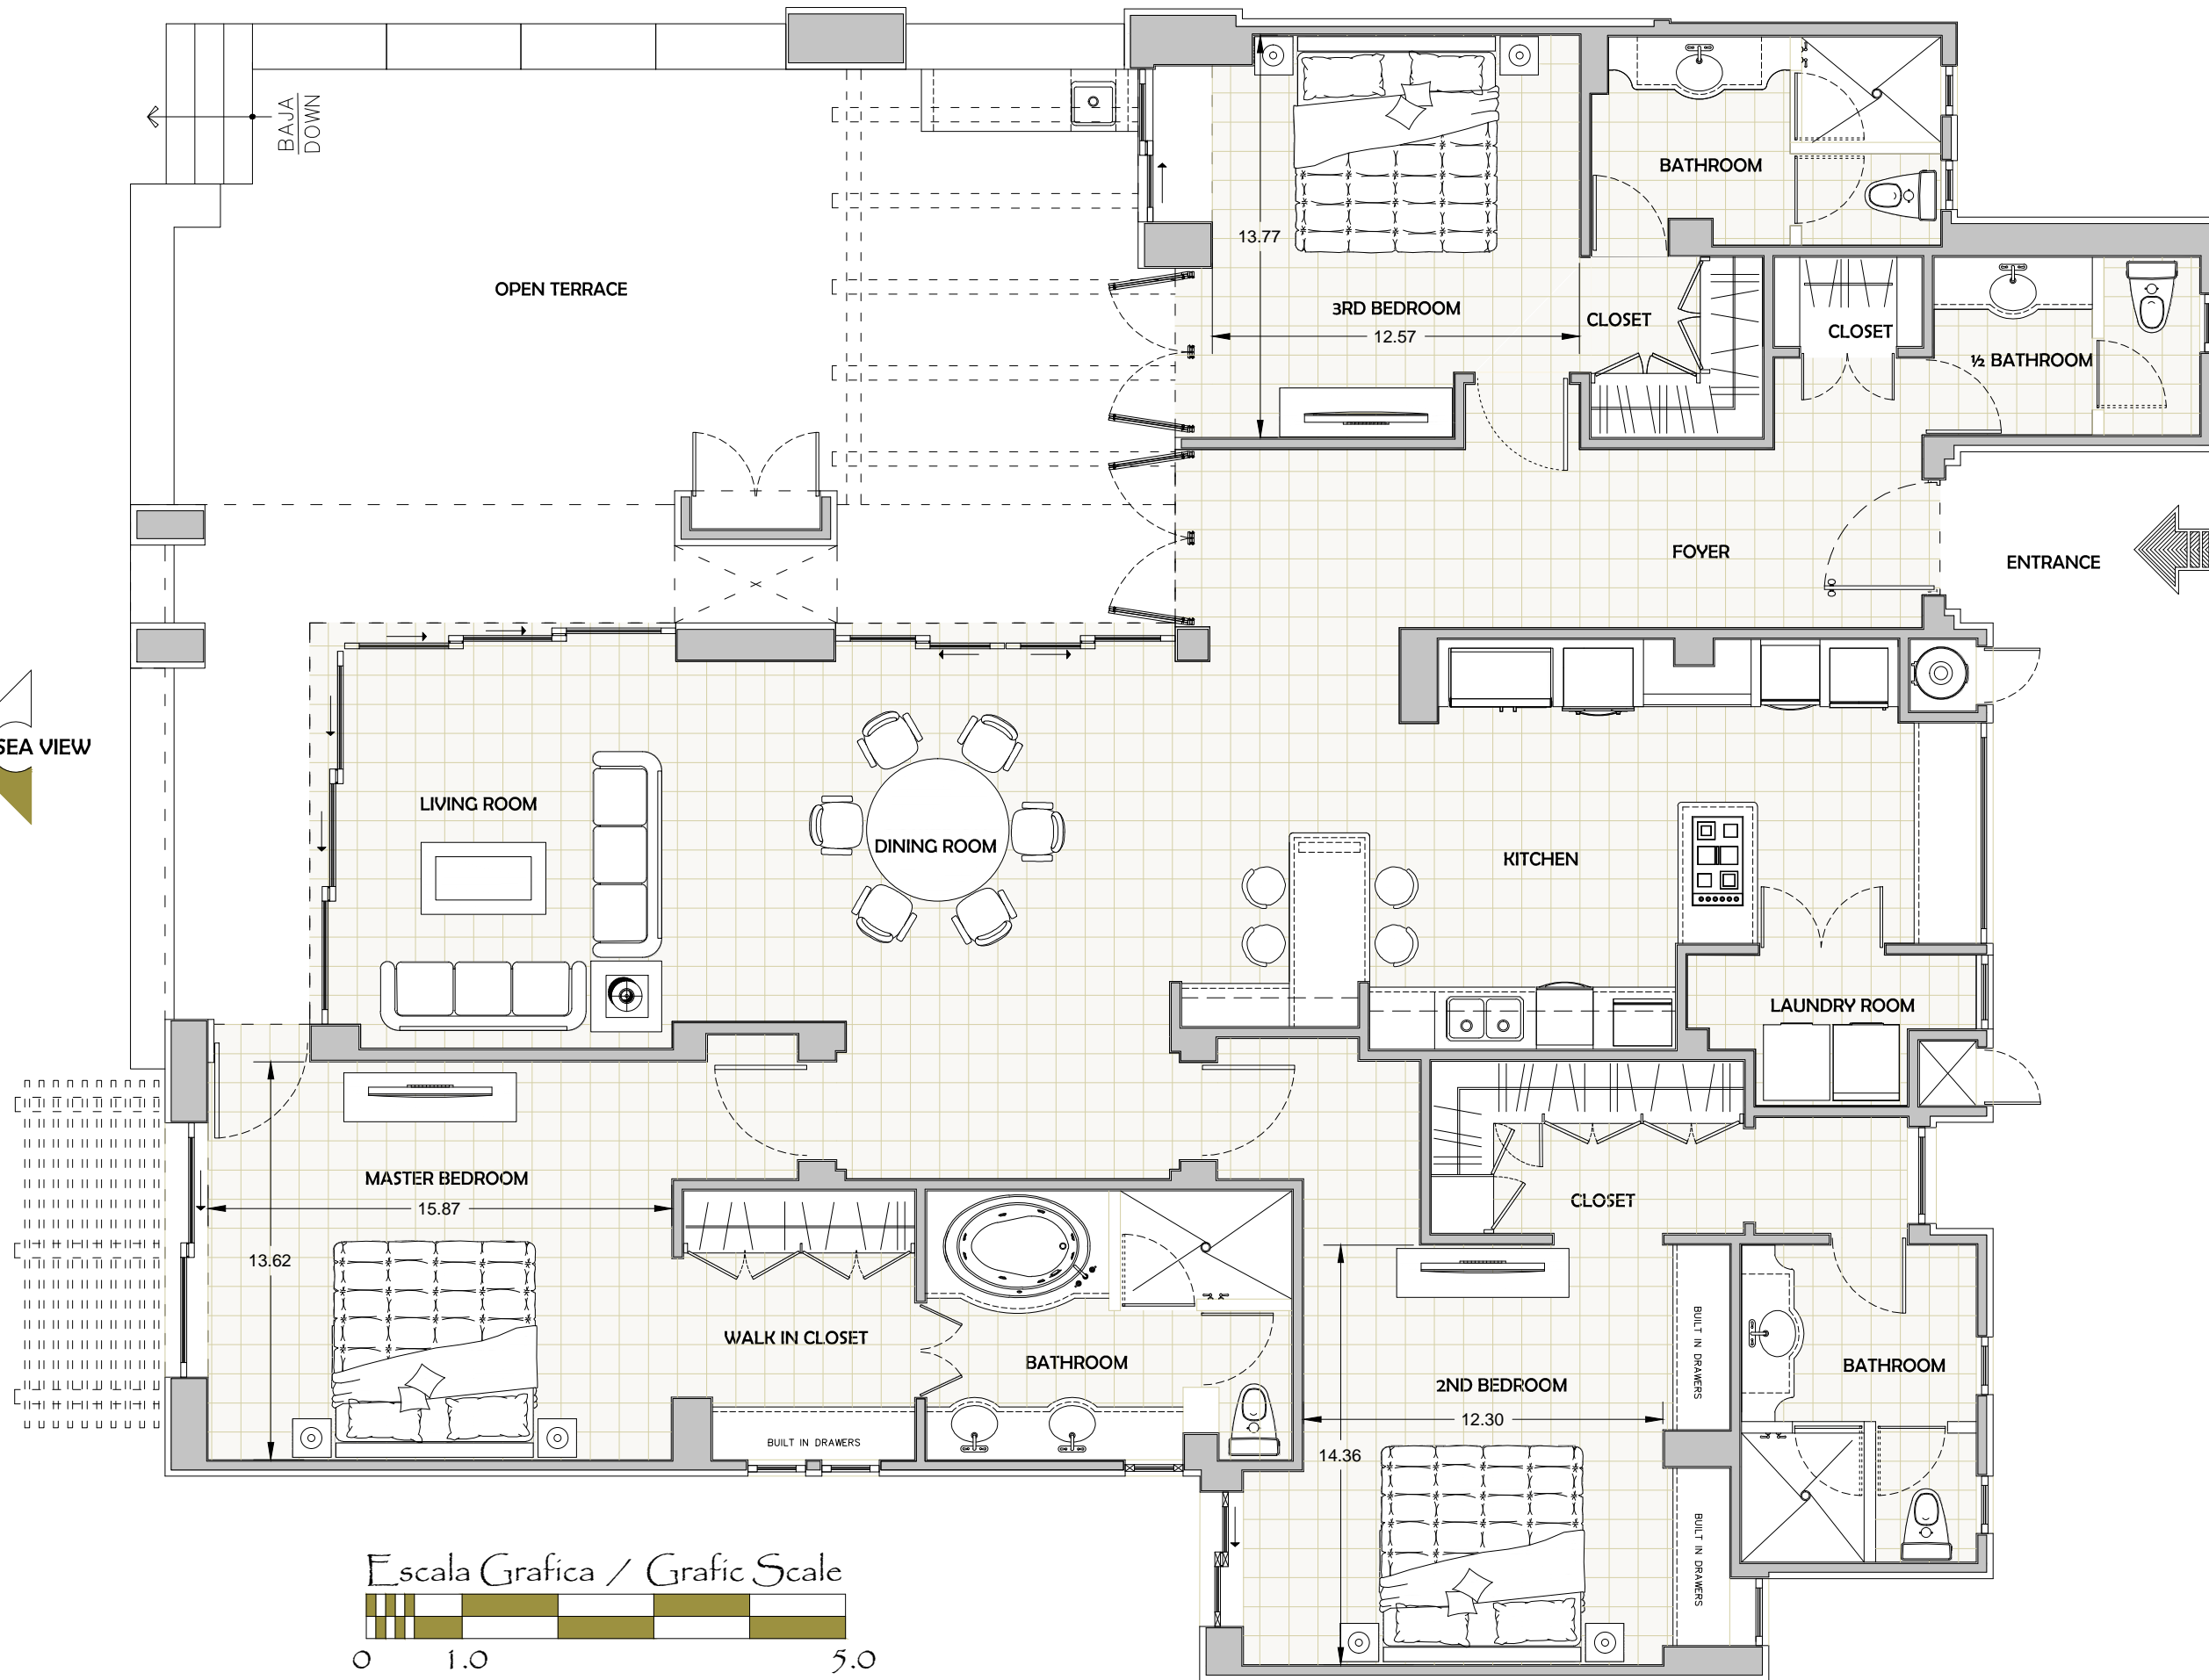 BAJA
DOWN
OPEN TERRACE
13.77
3RD BEDROOM
12.57
BATHROOM
CLOSET
CLOSET
½ BATHROOM
FOYER
ENTRANCE
SEA VIEW
LIVING ROOM
DINING ROOM
KITCHEN
LAUNDRY ROOM
MASTER BEDROOM
15.87
13.62
WALK IN CLOSET
BUILT IN DRAWERS
BATHROOM
CLOSET
2ND BEDROOM
12.30
14.36
BUILT IN DRAWERS
BUILT IN DRAWERS
BATHROOM
Escala Grafica / Grafic Scale
0 1.0 5.0